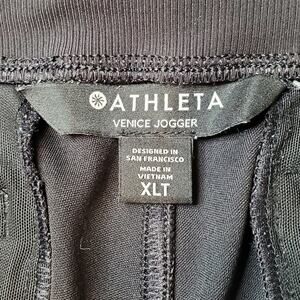 ATHLETA
VENICE JOGGER
DESIGNED IN
SAN FRANCISCO
MADE IN
VIETNAM
XLT